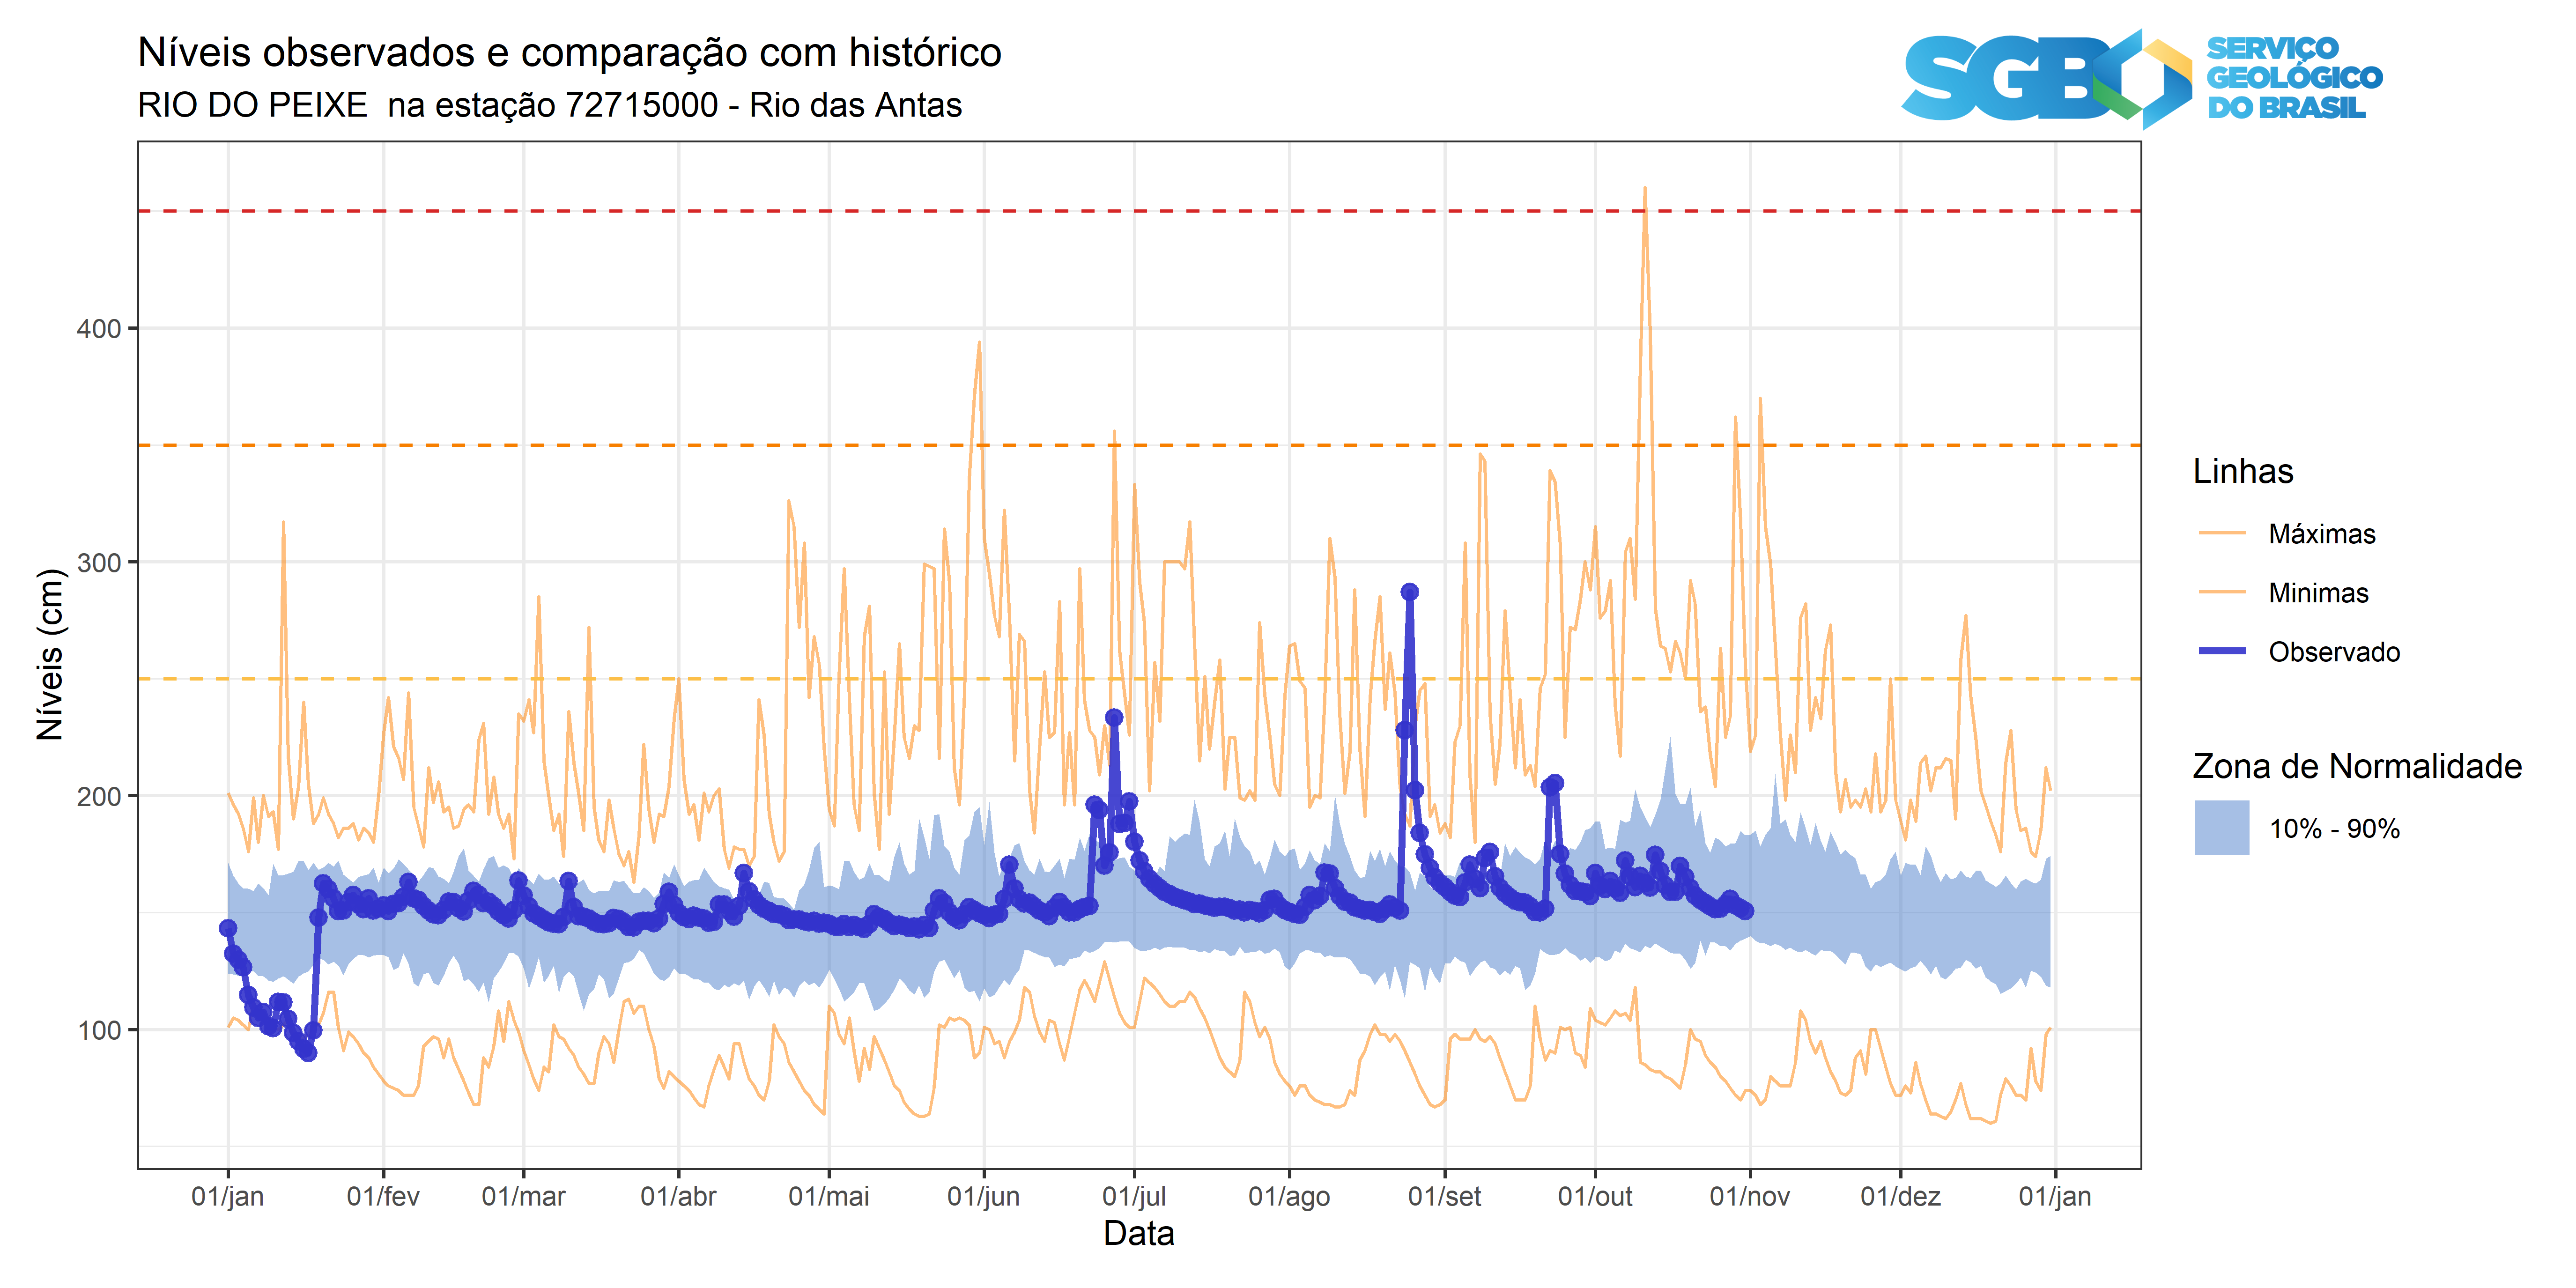 Níveis observados e comparação com histórico
RIO DO PEIXE  na estação 72715000 - Rio das Antas
SGB
SERVIÇO
GEOLÓGICO
DO BRASIL
Níveis (cm)
400
300
200
100
01/jan
01/fev
01/mar
01/abr
01/mai
01/jun
01/jul
01/ago
01/set
01/out
01/nov
01/dez
01/jan
Data
Linhas
Máximas
Minimas
Observado
Zona de Normalidade
10% - 90%